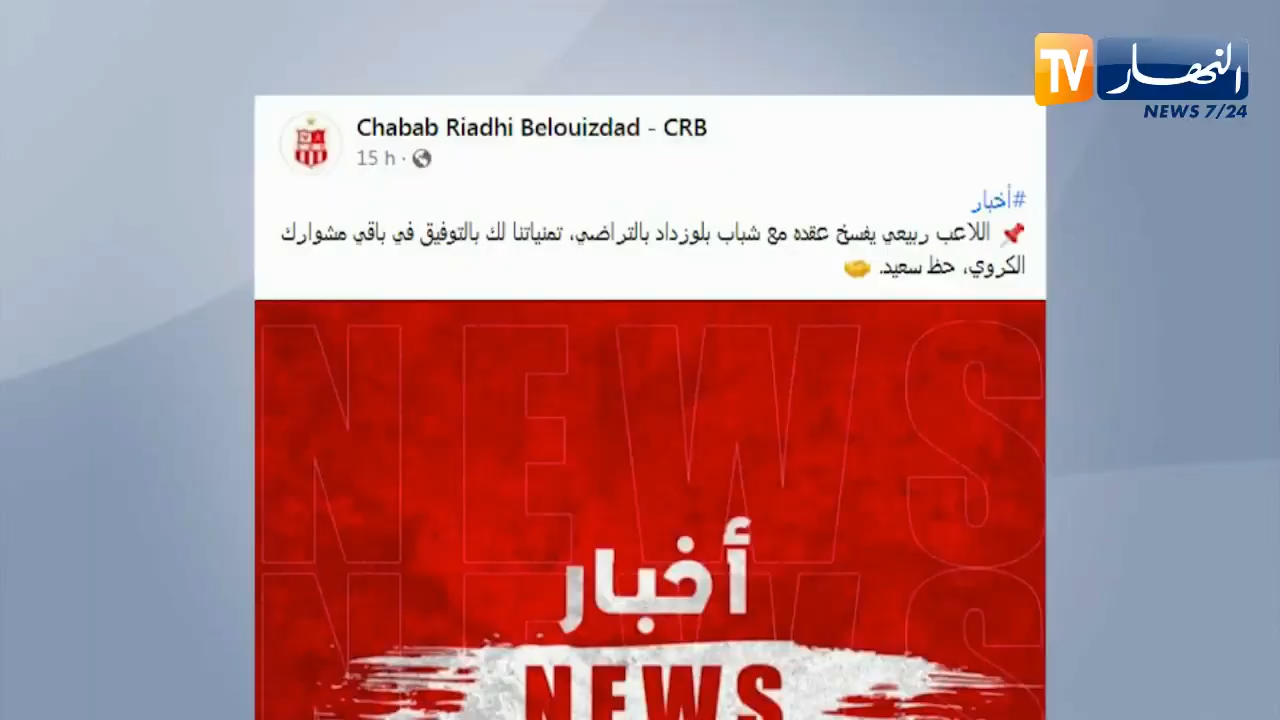 TV النهار
NEWS 7/24
Chabab Riadhi Belouizdad - CRB
15 h ·
#أخبار
📌 اللاعب ربيعي يفسخ عقده مع شباب بلوزداد بالتراضي، تمنياتنا لك بالتوفيق في باقي مشوارك
الكروي، حظ سعيد. 🤝
NEWS
NEWS
أخبار
NEWS